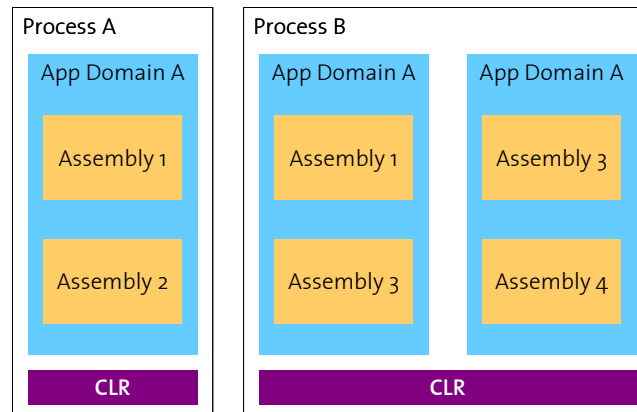 Process A
App Domain A
Assembly 1
Assembly 2
CLR
Process B
App Domain A
Assembly 1
Assembly 3
App Domain A
Assembly 3
Assembly 4
CLR